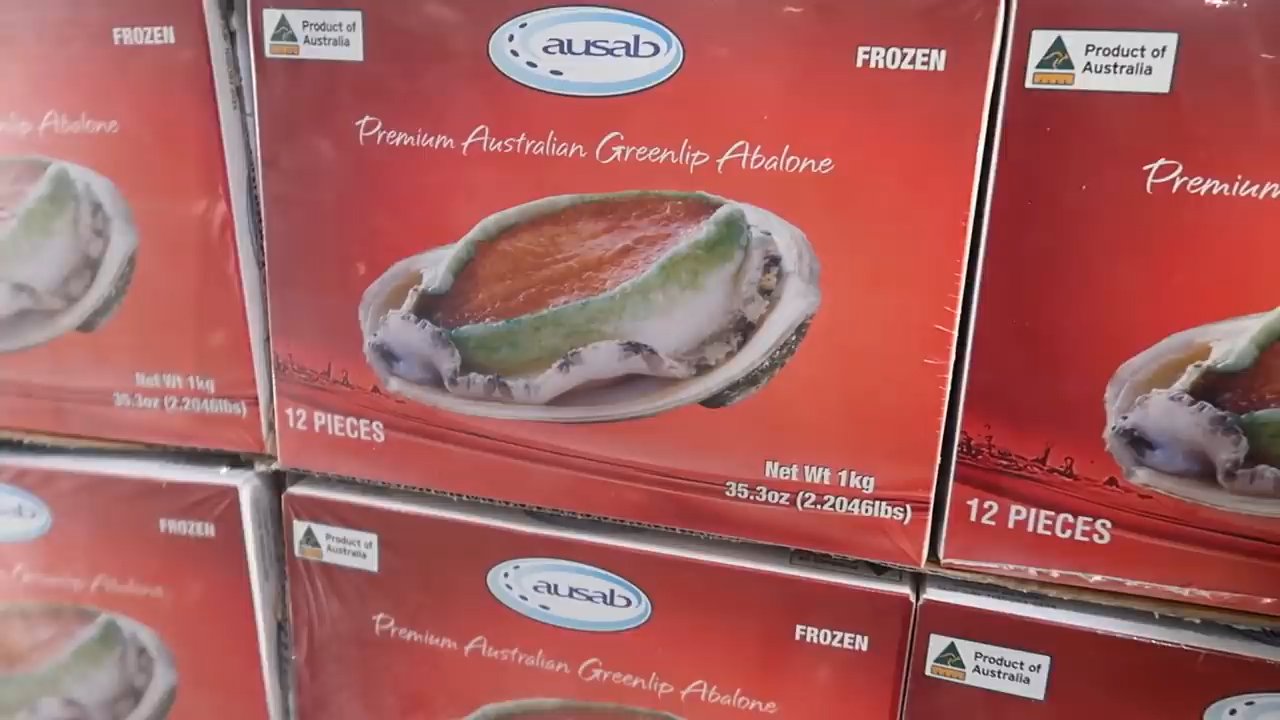 FROZEN
Abalone
Net Wt 1kg
35.3oz (2.2046lbs)
Product of
Australia
ausab
FROZEN
Premium Australian Greenlip Abalone
12 PIECES
Net Wt 1kg
35.3oz (2.2046lbs)
Product of
Australia
Premium
12 PIECES
FROZEN
Product of
Australia
ausab
FROZEN
Premium Australian Greenlip Abalone
Product of
Australia